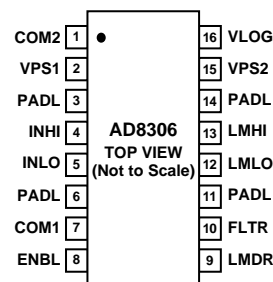 COM2 1 16 VLOG
VPS1 2 15 VPS2
PADL 3 14 PADL
INHI 4 AD8306 13 LMHI
TOP VIEW
INLO 5 (Not to Scale) 12 LMLO
PADL 6 11 PADL
COM1 7 10 FLTR
ENBL 8 9 LMDR